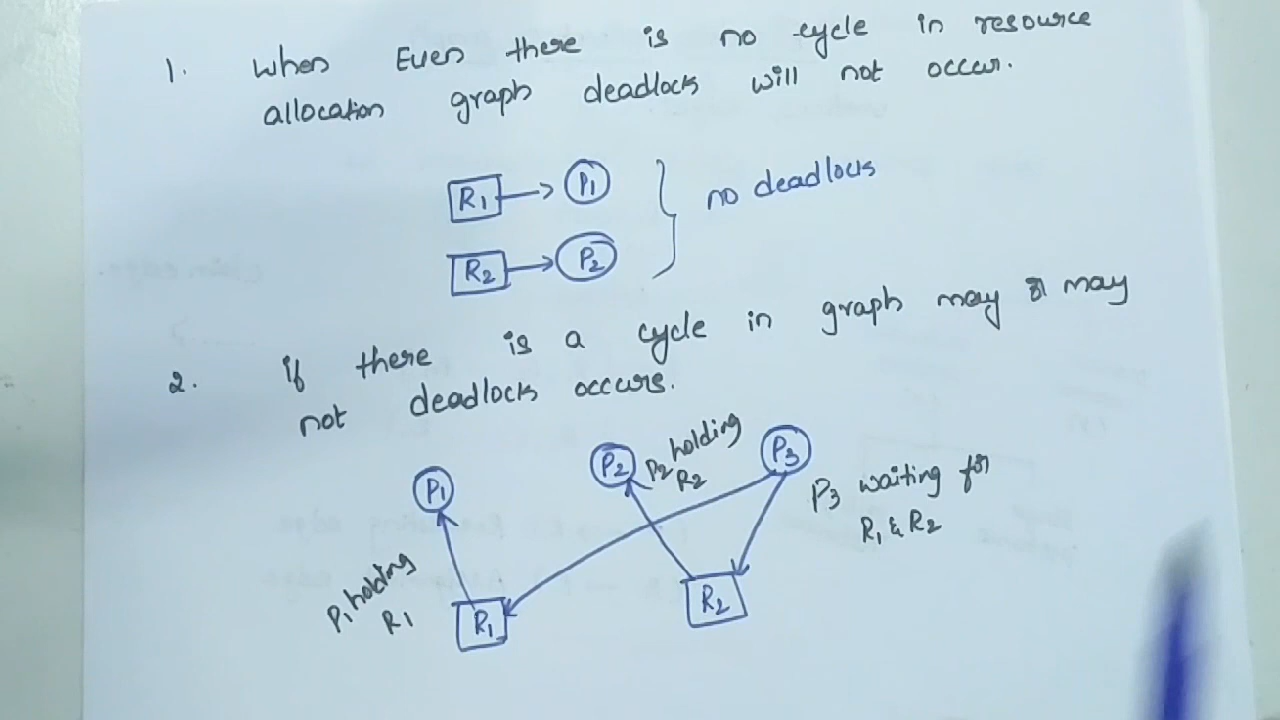 1. When Even there is no cycle in resource
allocation graph deadlock will not occur.
R1 P1
no deadlock
R2 P2
2. if there is a cycle in graph may or may
not deadlock occurs.
P1 P2 P3
P2 holding
R2
P3 waiting for
R1 & R2
P1 holding
R1
R1 R2